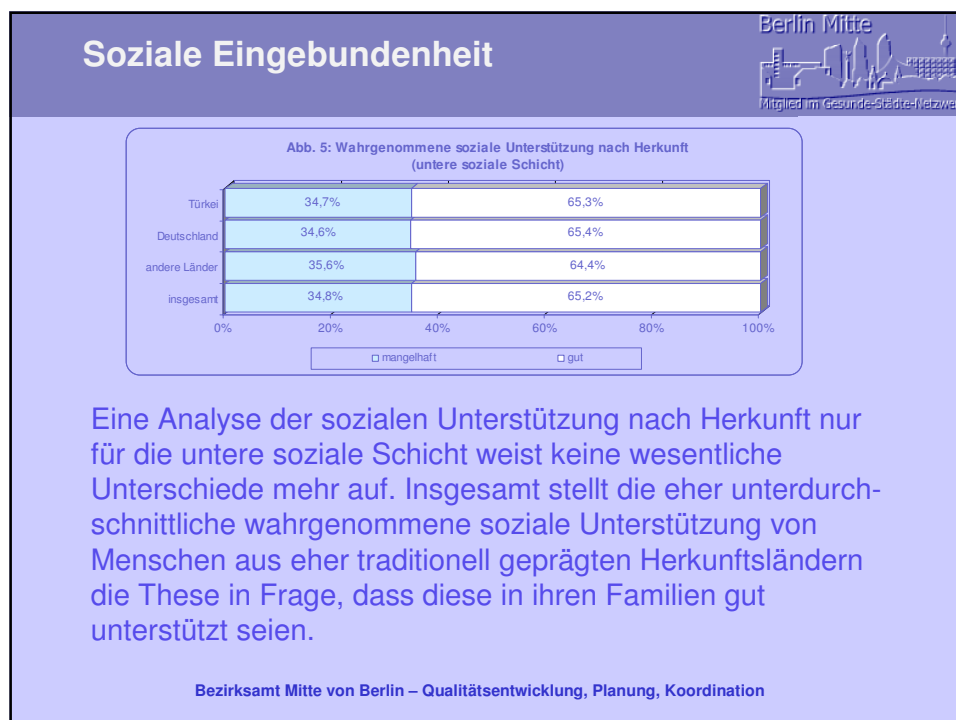 Soziale Eingebundenheit
Berlin Mitte
Mitglied im Gesunde-Städte-Netzwe
Abb. 5: Wahrgenommene soziale Unterstützung nach Herkunft
(untere soziale Schicht)
Türkei 34,7% 65,3%
Deutschland 34,6% 65,4%
andere Länder 35,6% 64,4%
insgesamt 34,8% 65,2%
0% 20% 40% 60% 80% 100%
mangelhaft gut
Eine Analyse der sozialen Unterstützung nach Herkunft nur
für die untere soziale Schicht weist keine wesentliche
Unterschiede mehr auf. Insgesamt stellt die eher unterdurch-
schnittliche wahrgenommene soziale Unterstützung von
Menschen aus eher traditionell geprägten Herkunftsländern
die These in Frage, dass diese in ihren Familien gut
unterstützt seien.
Bezirksamt Mitte von Berlin – Qualitätsentwicklung, Planung, Koordination